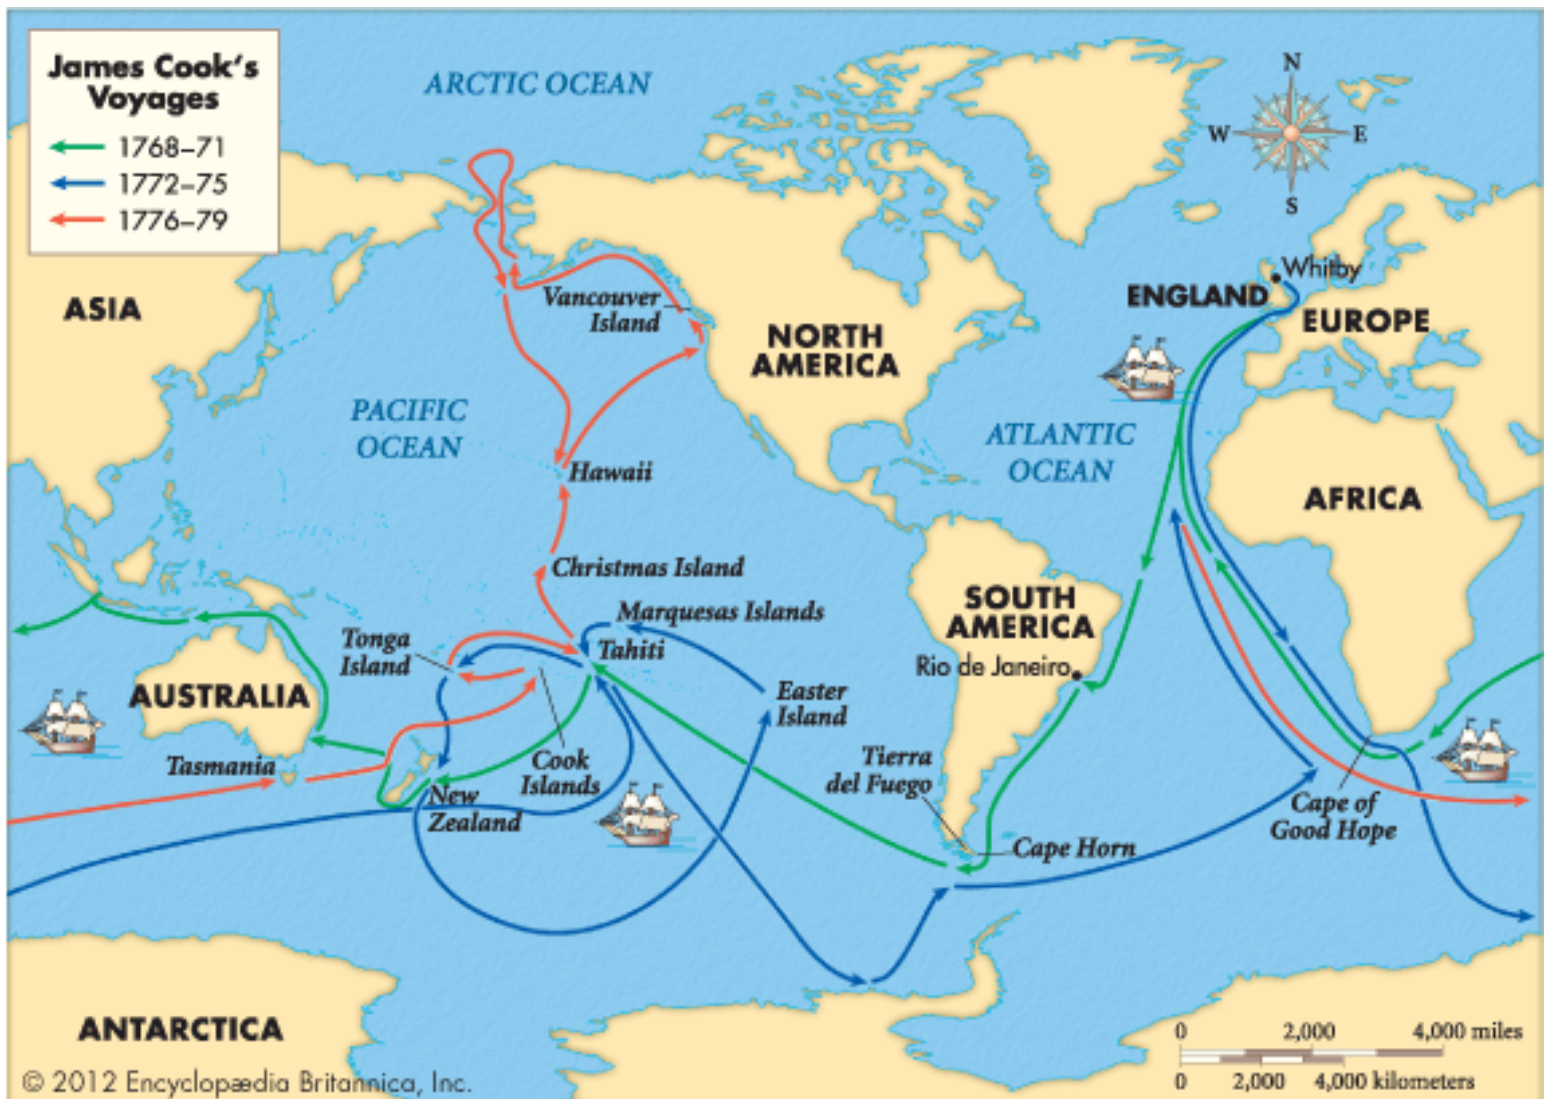 James Cook's
Voyages
1768–71
1772–75
1776–79
ARCTIC OCEAN
N
W
E
S
Whitby
ENGLAND
EUROPE
ASIA
Vancouver
Island
NORTH
AMERICA
PACIFIC
OCEAN
ATLANTIC
OCEAN
Hawaii
AFRICA
Christmas Island
Marquesas Islands
SOUTH
AMERICA
Tonga
Island
Tahiti
Rio de Janeiro
AUSTRALIA
Easter
Island
Tasmania
Cook
Islands
Tierra
del Fuego
New
Zealand
Cape of
Good Hope
Cape Horn
ANTARCTICA
0
2,000
4,000 miles
0
2,000
4,000 kilometers
© 2012 Encyclopædia Britannica, Inc.